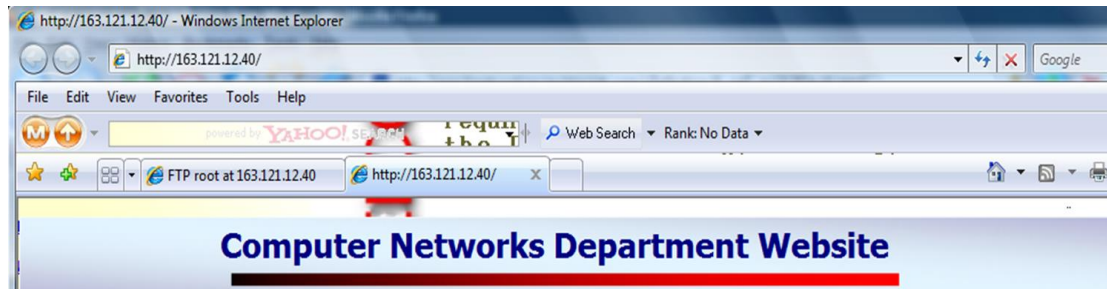 http://163.121.12.40/ - Windows Internet Explorer
http://163.121.12.40/ Google
File Edit View Favorites Tools Help
powered by YAHOO! SEARCH Web Search Rank: No Data
FTP root at 163.121.12.40 http://163.121.12.40/ X
Computer Networks Department Website